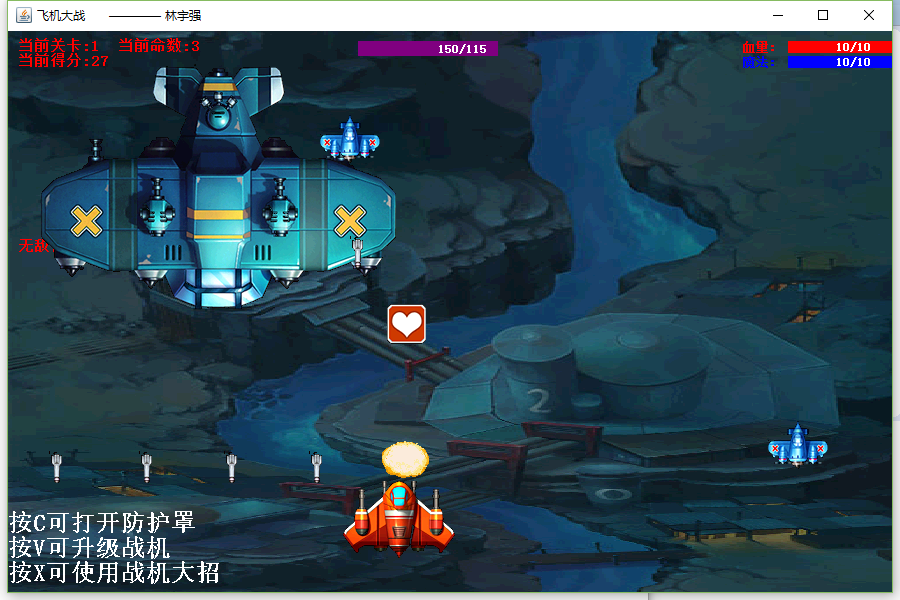 飞机大战 ———— 林宇强
当前关卡:1 当前命数:3
当前得分:27
150/115
血量: 10/10
魔法: 10/10
无敌
2
按C可打开防护罩
按V可升级战机
按X可使用战机大招